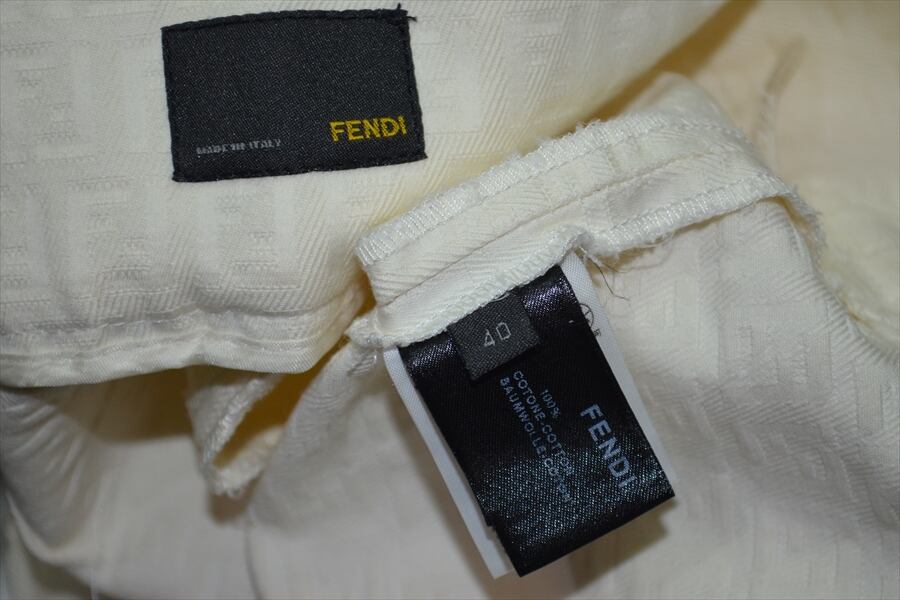 FENDI
MADE IN ITALY
40
FENDI
100%
COTONE-COTTON
BAUMWOLLE-COTON